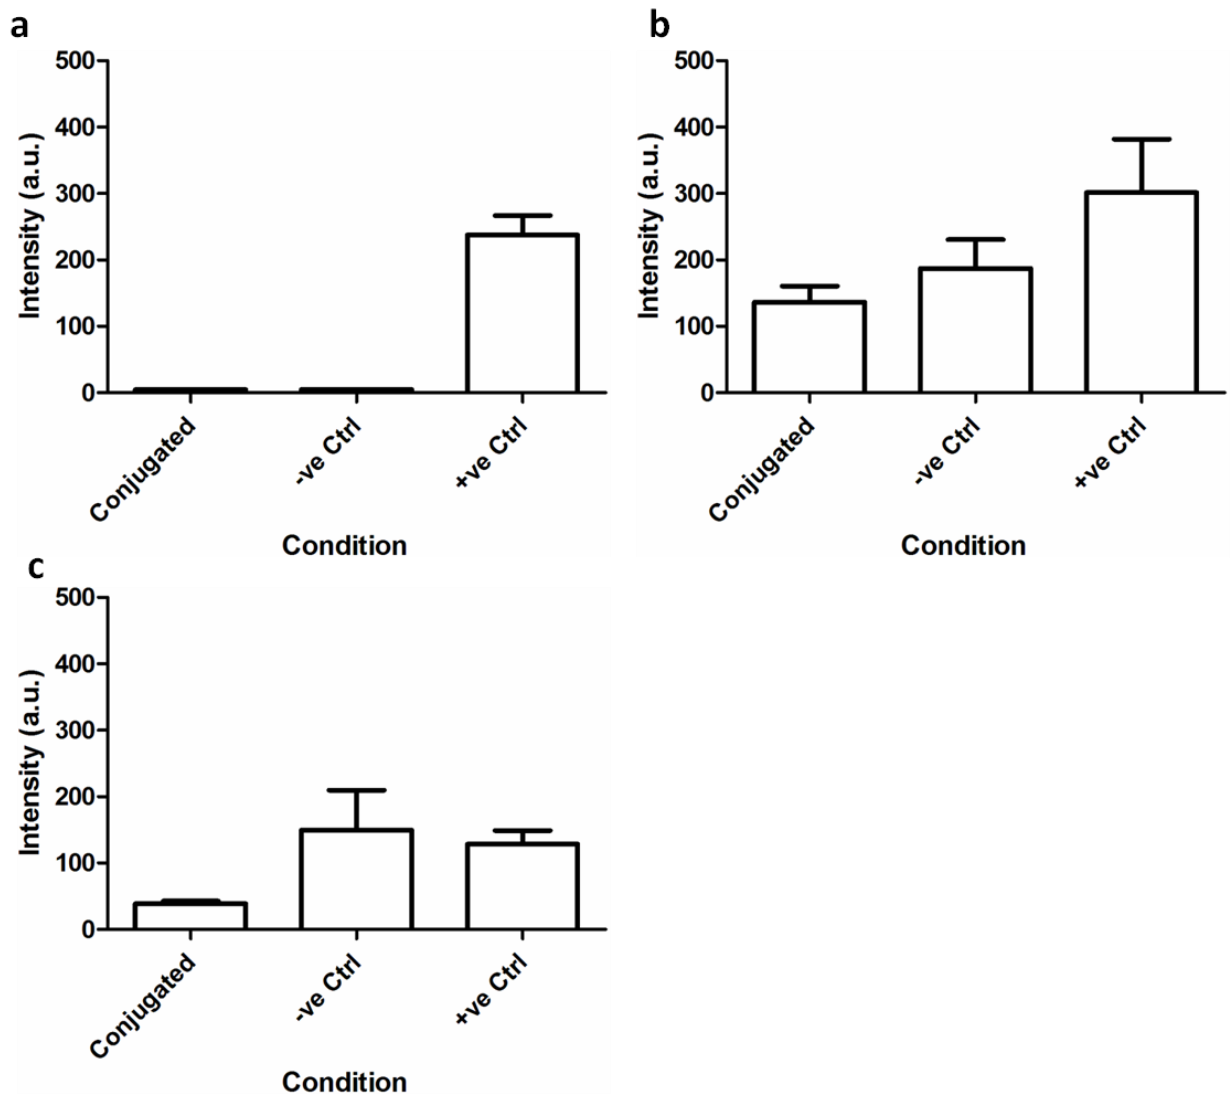 a
500
400
300
200
100
0
Intensity (a.u.)
Conjugated
-ve Ctrl
+ve Ctrl
Condition
b
500
400
300
200
100
0
Intensity (a.u.)
Conjugated
-ve Ctrl
+ve Ctrl
Condition
c
500
400
300
200
100
0
Intensity (a.u.)
Conjugated
-ve Ctrl
+ve Ctrl
Condition